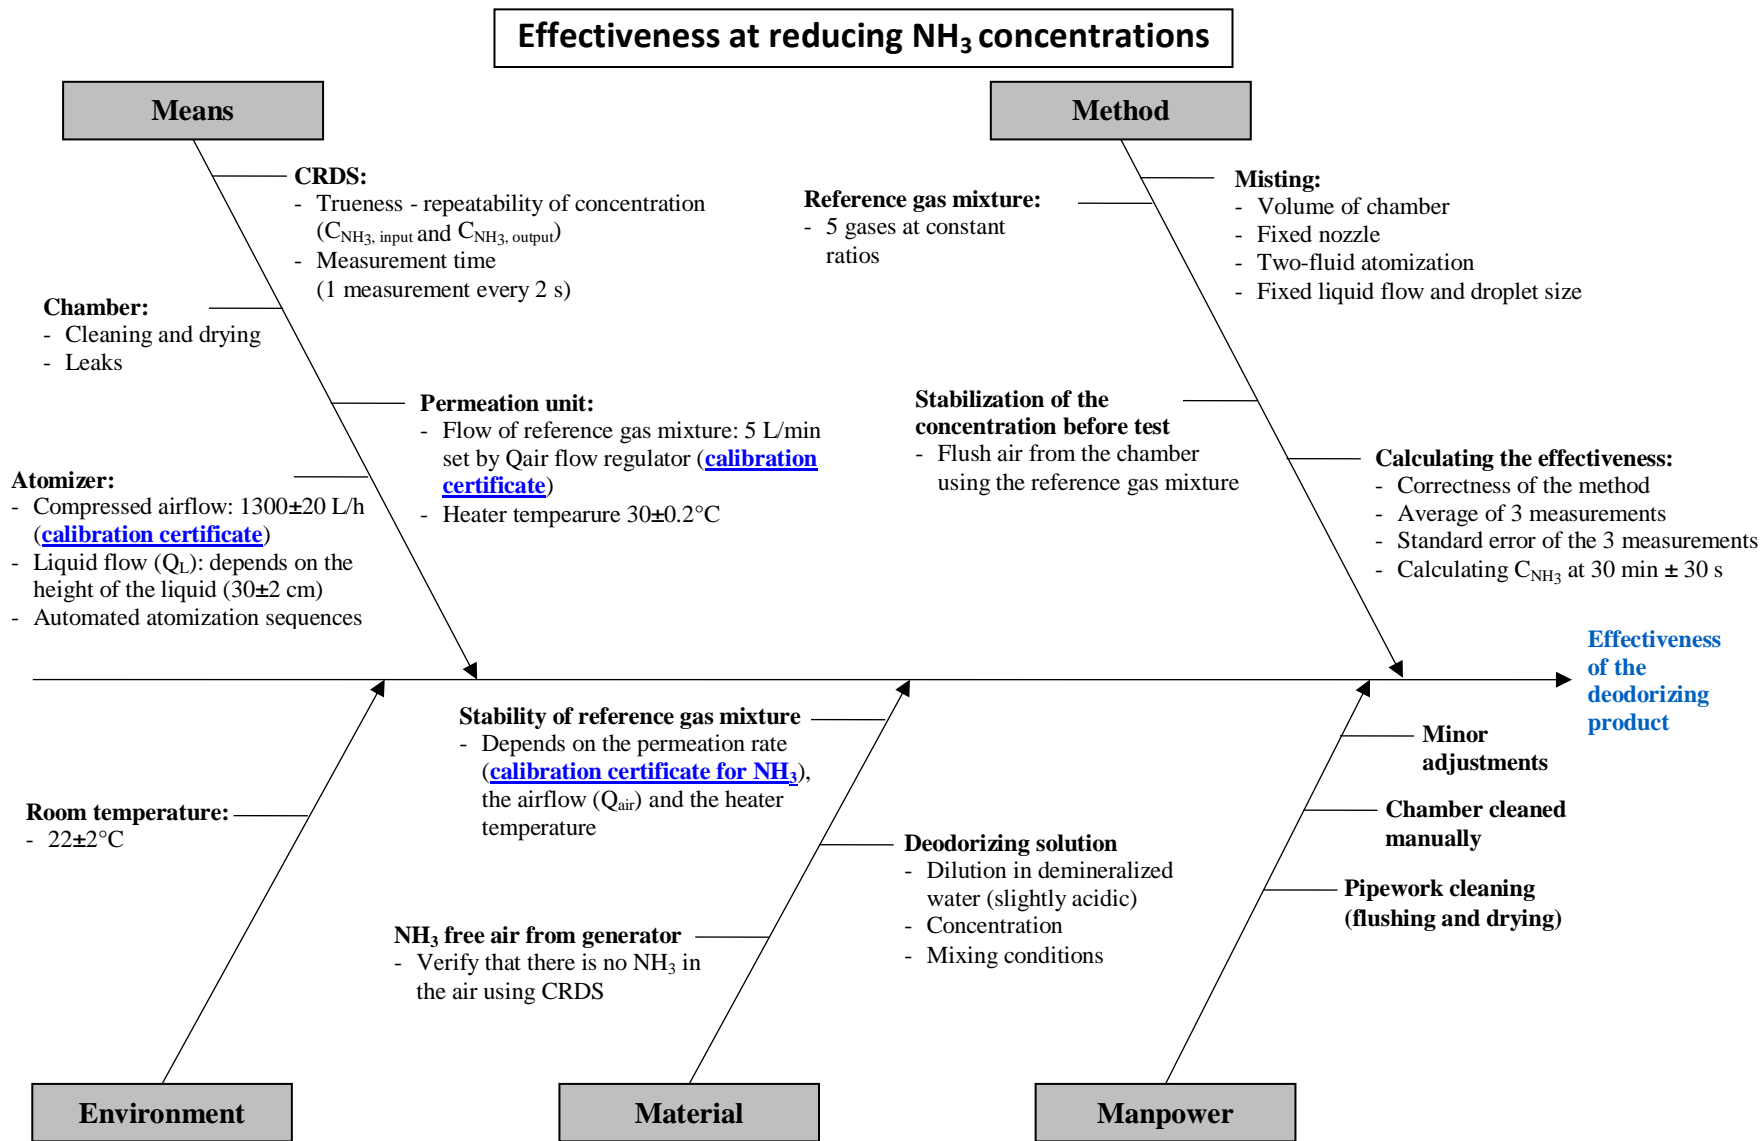 Effectiveness at reducing NH₃ concentrations
Means
CRDS:
- Trueness - repeatability of concentration
(C_NH₃, input and C_NH₃, output)
- Measurement time
(1 measurement every 2 s)
Chamber:
- Cleaning and drying
- Leaks
Permeation unit:
- Flow of reference gas mixture: 5 L/min
set by Qair flow regulator (calibration
certificate)
- Heater tempearure 30±0.2°C
Atomizer:
- Compressed airflow: 1300±20 L/h
(calibration certificate)
- Liquid flow (Q_L): depends on the
height of the liquid (30±2 cm)
- Automated atomization sequences
Method
Misting:
- Volume of chamber
- Fixed nozzle
- Two-fluid atomization
- Fixed liquid flow and droplet size
Reference gas mixture:
- 5 gases at constant
ratios
Stabilization of the
concentration before test
- Flush air from the chamber
using the reference gas mixture
Calculating the effectiveness:
- Correctness of the method
- Average of 3 measurements
- Standard error of the 3 measurements
- Calculating C_NH₃ at 30 min ± 30 s
Effectiveness
of the
deodorizing
product
Room temperature:
- 22±2°C
Environment
Stability of reference gas mixture
- Depends on the permeation rate
(calibration certificate for NH₃),
the airflow (Q_air) and the heater
temperature
Deodorizing solution
- Dilution in demineralized
water (slightly acidic)
- Concentration
- Mixing conditions
NH₃ free air from generator
- Verify that there is no NH₃ in
the air using CRDS
Material
Minor
adjustments
Chamber cleaned
manually
Pipework cleaning
(flushing and drying)
Manpower